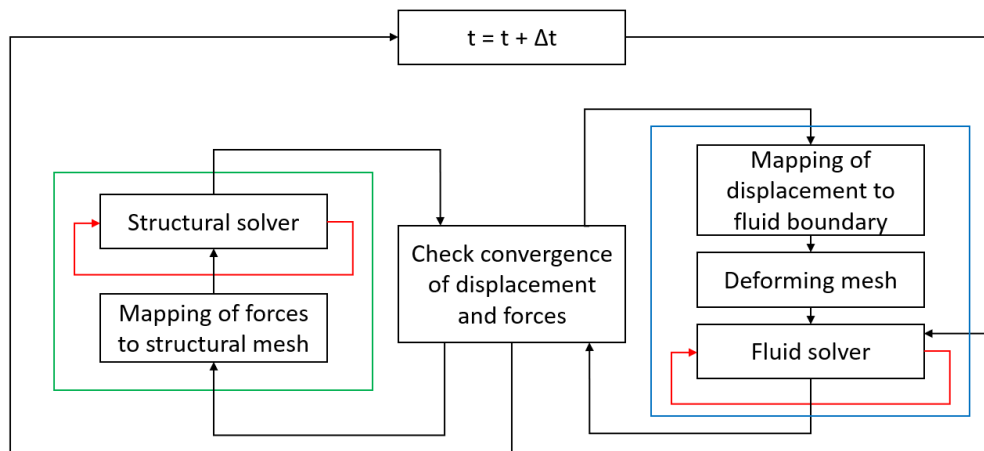 t = t + Δt
Mapping of
displacement to
fluid boundary
Structural solver
Check convergence
of displacement
and forces
Deforming mesh
Mapping of forces
to structural mesh
Fluid solver